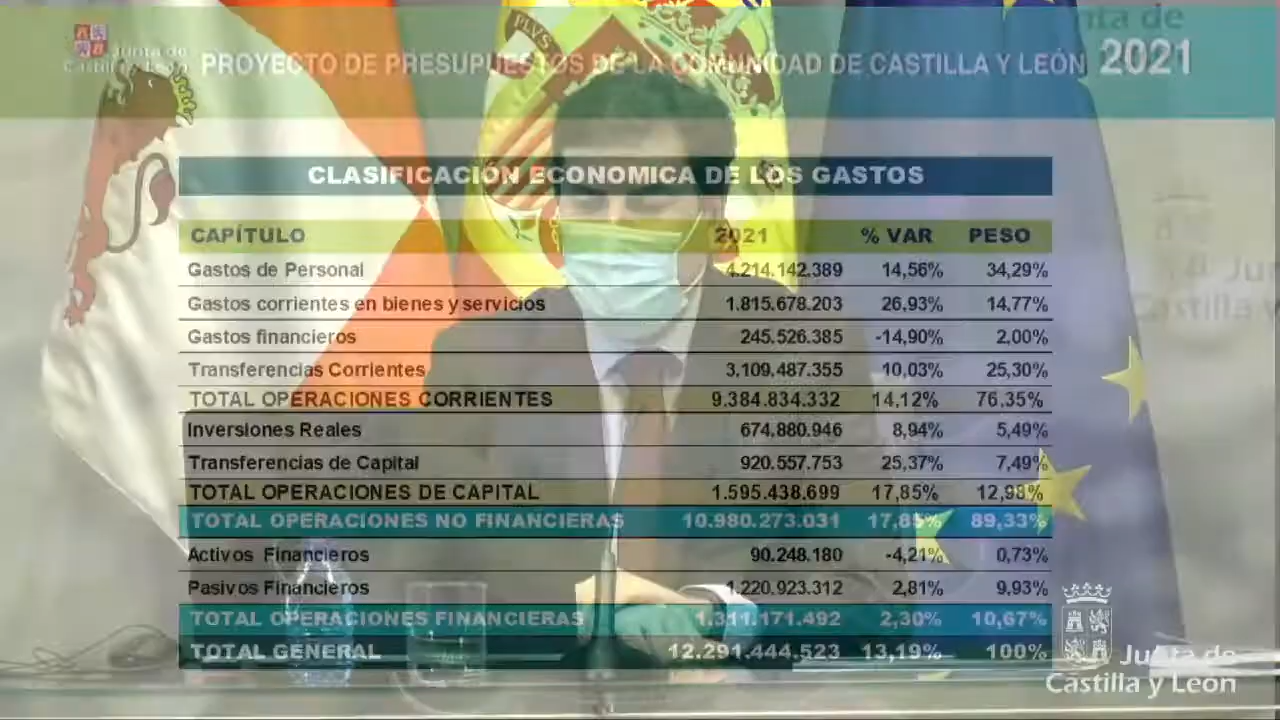 Junta de
Castilla y León
PROYECTO DE PRESUPUESTOS DE LA COMUNIDAD DE CASTILLA Y LEÓN 2021
nta de
PLVS
CLASIFICACIÓN ECONOMICA DE LOS GASTOS
CAPÍTULO 2021 % VAR PESO
Gastos de Personal 4.214.142.389 14,56% 34,29%
Gastos corrientes en bienes y servicios 1.815.678.203 26,93% 14,77%
Gastos financieros 245.526.385 -14,90% 2,00%
Transferencias Corrientes 3,109.487.355 10,03% 25,30%
TOTAL OPERACIONES CORRIENTES 9.384.834.332 14,12% 76,35%
Inversiones Reales 674.880.946 8,94% 5,49%
Transferencias de Capital 920.557.753 25,37% 7,49%
TOTAL OPERACIONES DE CAPITAL 1.595.438.699 17,85% 12,98%
TOTAL OPERACIONES NO FINANCIERAS 10.980.273.031 17,85% 89,33%
Activos Financieros 90.248.180 -4,21% 0,73%
Pasivos Financieros 1.220.923.312 2,81% 9,93%
TOTAL OPERACIONES FINANCIERAS 1.311.171.492 2,30% 10,67%
TOTAL GENERAL 12.291.444.523 13,19% 100%
Jun
Castilla y
Junta de
Castilla y León